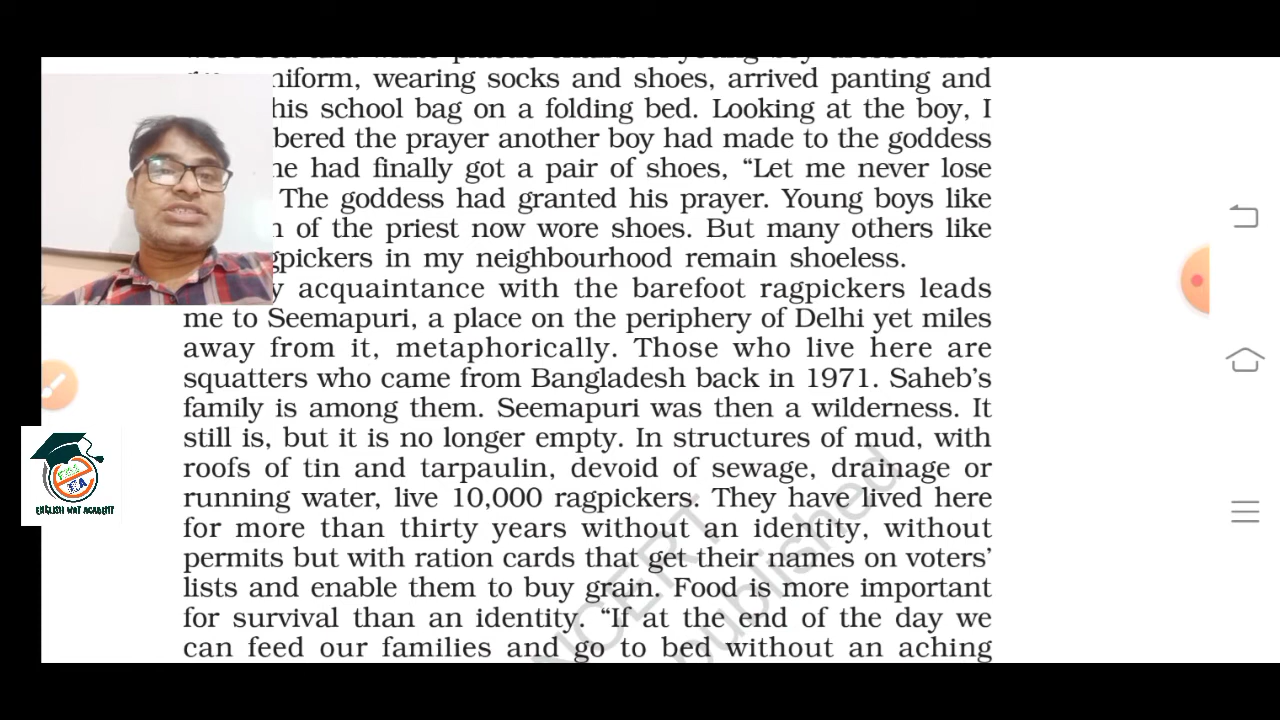 niform, wearing socks and shoes, arrived panting and
his school bag on a folding bed. Looking at the boy, I
bered the prayer another boy had made to the goddess
he had finally got a pair of shoes, “Let me never lose
The goddess had granted his prayer. Young boys like
n of the priest now wore shoes. But many others like
gpickers in my neighbourhood remain shoeless.
y acquaintance with the barefoot ragpickers leads
me to Seemapuri, a place on the periphery of Delhi yet miles
away from it, metaphorically. Those who live here are
squatters who came from Bangladesh back in 1971. Saheb’s
family is among them. Seemapuri was then a wilderness. It
still is, but it is no longer empty. In structures of mud, with
roofs of tin and tarpaulin, devoid of sewage, drainage or
running water, live 10,000 ragpickers. They have lived here
for more than thirty years without an identity, without
permits but with ration cards that get their names on voters’
lists and enable them to buy grain. Food is more important
for survival than an identity. “If at the end of the day we
can feed our families and go to bed without an aching
NCERT
published
ENGLISH WAT ACADEMY